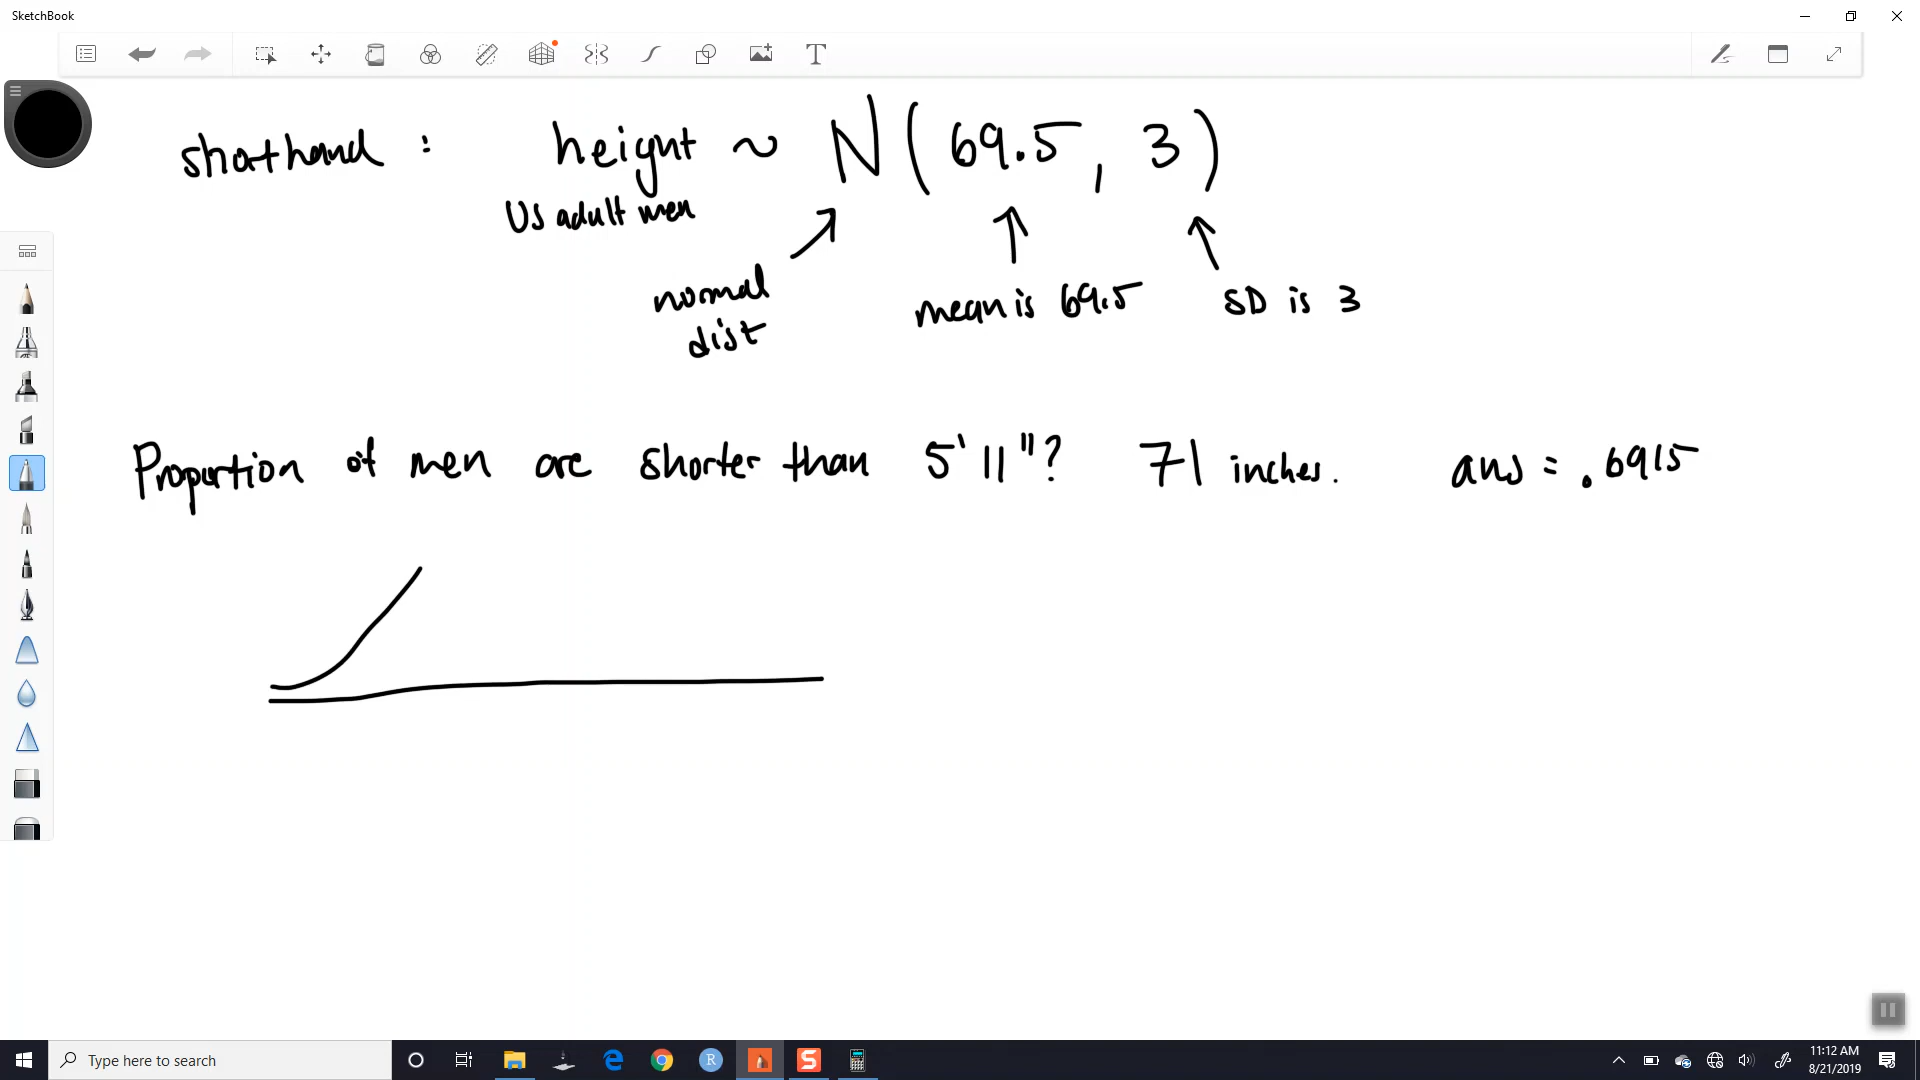 SketchBook
shorthand : height ~ N ( 69.5 , 3 )
US adult men
normal dist
mean is 69.5
SD is 3
Proportion of men are shorter than 5' 11"? 71 inches. ans = .6915
Type here to search
11:12 AM
8/21/2019